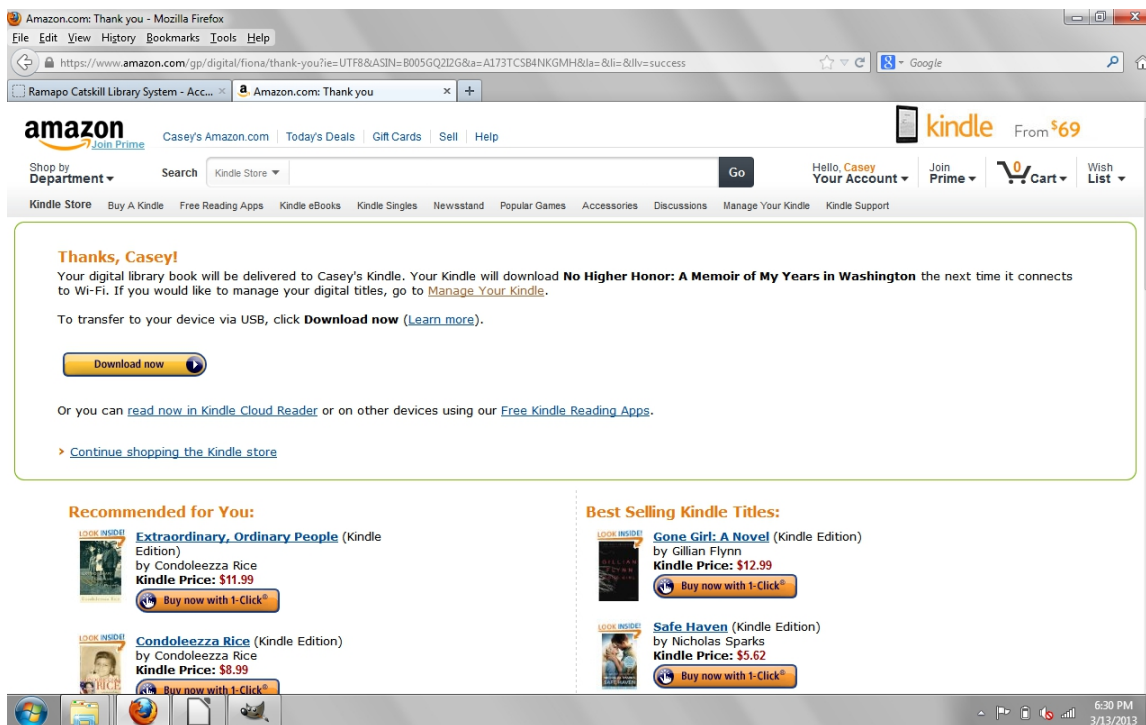 Amazon.com: Thank you - Mozilla Firefox
File Edit View History Bookmarks Tools Help
https://www.amazon.com/gp/digital/fiona/thank-you?ie=UTF8&ASIN=B005GQ2I2G&a=A173TCSB4NKGMH&la=&li=&llv=success
Google
Ramapo Catskill Library System - Acc...
a Amazon.com: Thank you
amazon
Join Prime
Casey's Amazon.com Today's Deals Gift Cards Sell Help
kindle From $69
Shop by
Department
Search Kindle Store Go
Hello, Casey
Your Account
Join
Prime
0
Cart
Wish
List
Kindle Store Buy A Kindle Free Reading Apps Kindle eBooks Kindle Singles Newsstand Popular Games Accessories Discussions Manage Your Kindle Kindle Support
Thanks, Casey!
Your digital library book will be delivered to Casey's Kindle. Your Kindle will download No Higher Honor: A Memoir of My Years in Washington the next time it connects
to Wi-Fi. If you would like to manage your digital titles, go to Manage Your Kindle.
To transfer to your device via USB, click Download now (Learn more).
Download now
Or you can read now in Kindle Cloud Reader or on other devices using our Free Kindle Reading Apps.
Continue shopping the Kindle store
Recommended for You:
LOOK INSIDE!
Extraordinary, Ordinary People (Kindle
Edition)
by Condoleezza Rice
Kindle Price: $11.99
Buy now with 1-Click®
LOOK INSIDE!
RICE
Condoleezza Rice (Kindle Edition)
by Condoleezza Rice
Kindle Price: $8.99
Buy now with 1-Click®
Best Selling Kindle Titles:
LOOK INSIDE!
GILLIAN
FLYNN
Gone Girl: A Novel (Kindle Edition)
by Gillian Flynn
Kindle Price: $12.99
Buy now with 1-Click®
LOOK INSIDE!
Safe Haven (Kindle Edition)
by Nicholas Sparks
Kindle Price: $5.62
Buy now with 1-Click®
6:30 PM
3/13/2013